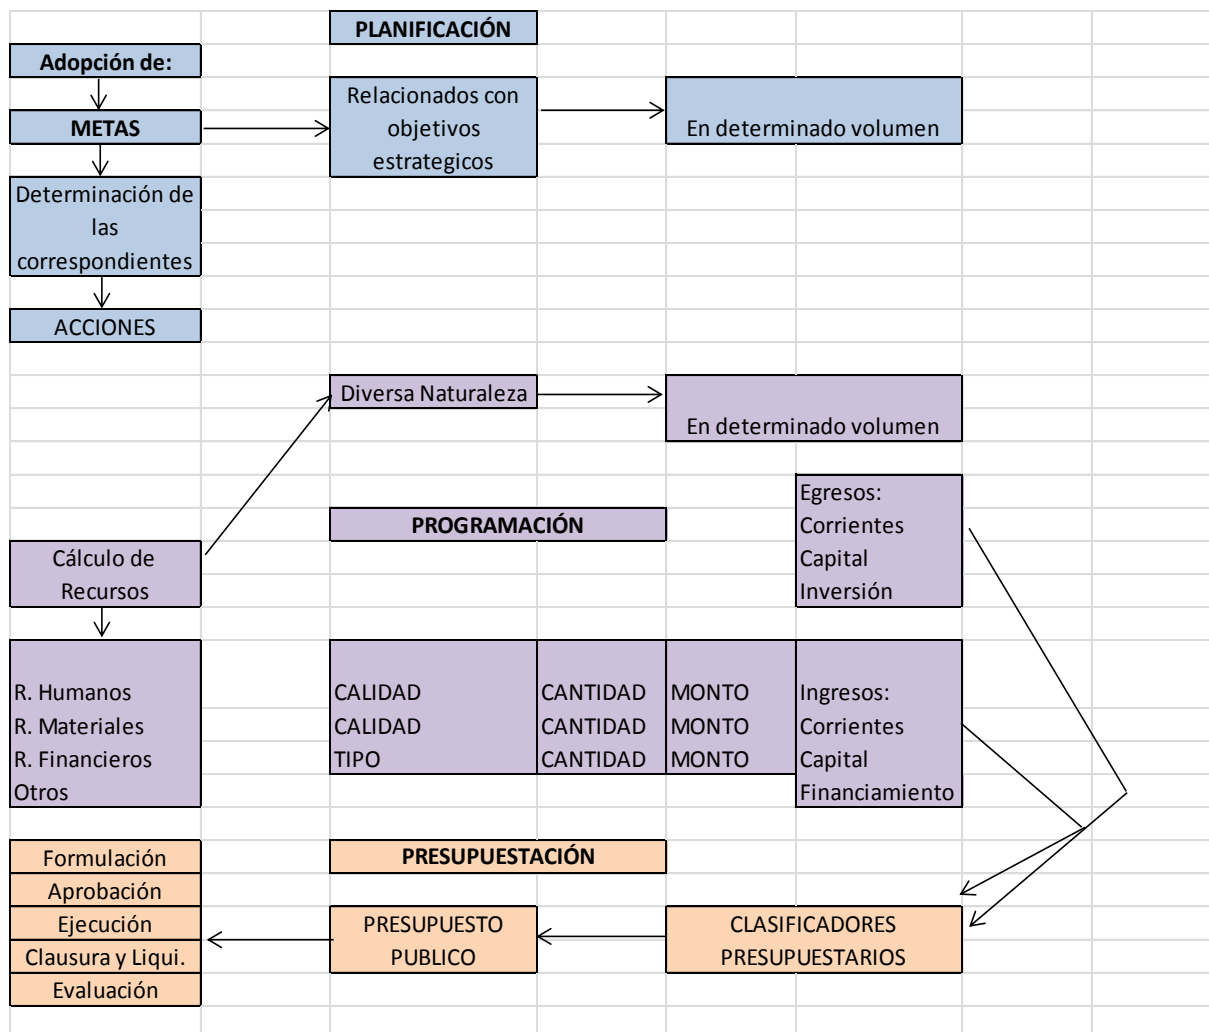 PLANIFICACIÓN
Adopción de:
METAS
Relacionados con
objetivos
estrategicos
En determinado volumen
Determinación de
las
correspondientes
ACCIONES
Diversa Naturaleza
En determinado volumen
PROGRAMACIÓN
Egresos:
Corrientes
Capital
Inversión
Cálculo de
Recursos
R. Humanos
R. Materiales
R. Financieros
Otros
CALIDAD CANTIDAD MONTO
CALIDAD CANTIDAD MONTO
TIPO CANTIDAD MONTO
Ingresos:
Corrientes
Capital
Financiamiento
PRESUPUESTACIÓN
Formulación
Aprobación
Ejecución
Clausura y Liqui.
Evaluación
PRESUPUESTO
PUBLICO
CLASIFICADORES
PRESUPUESTARIOS